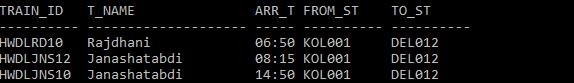 TRAIN_ID T_NAME ARR_T FROM_ST TO_ST
---------- -------------------- ----- ---------- ----------
HWDLRD10 Rajdhani 06:50 KOL001 DEL012
HWDLJNS12 Janashatabdi 08:15 KOL001 DEL012
HWDLJNS10 Janashatabdi 14:50 KOL001 DEL012